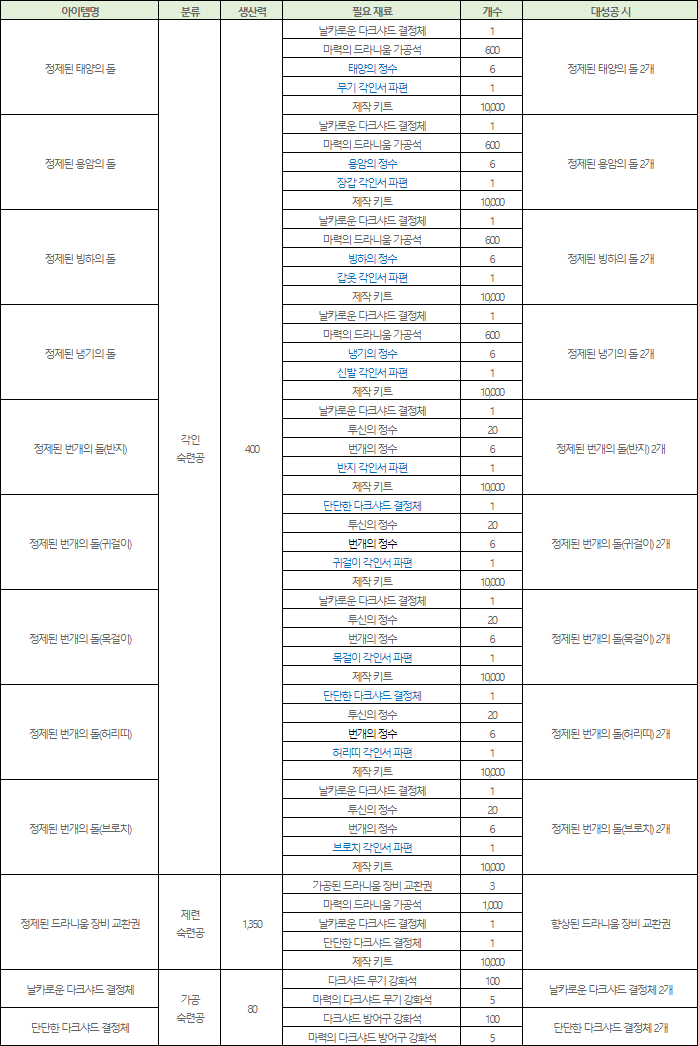 아이템명 분류 생산력 필요 재료 개수 대성공 시
정제된 태양의 돌 각인 숙련공 400 날카로운 다크샤드 결정체 1 정제된 태양의 돌 2개
마력의 드라니움 가공석 600
태양의 정수 6
무기 각인서 파편 1
제작 키트 10,000
정제된 용암의 돌 날카로운 다크샤드 결정체 1 정제된 용암의 돌 2개
마력의 드라니움 가공석 600
용암의 정수 6
장갑 각인서 파편 1
제작 키트 10,000
정제된 빙하의 돌 날카로운 다크샤드 결정체 1 정제된 빙하의 돌 2개
마력의 드라니움 가공석 600
빙하의 정수 6
갑옷 각인서 파편 1
제작 키트 10,000
정제된 냉기의 돌 날카로운 다크샤드 결정체 1 정제된 냉기의 돌 2개
마력의 드라니움 가공석 600
냉기의 정수 6
신발 각인서 파편 1
제작 키트 10,000
정제된 번개의 돌(반지) 날카로운 다크샤드 결정체 1 정제된 번개의 돌(반지) 2개
투신의 정수 20
번개의 정수 6
반지 각인서 파편 1
제작 키트 10,000
정제된 번개의 돌(귀걸이) 단단한 다크샤드 결정체 1 정제된 번개의 돌(귀걸이) 2개
투신의 정수 20
번개의 정수 6
귀걸이 각인서 파편 1
제작 키트 10,000
정제된 번개의 돌(목걸이) 날카로운 다크샤드 결정체 1 정제된 번개의 돌(목걸이) 2개
투신의 정수 20
번개의 정수 6
목걸이 각인서 파편 1
제작 키트 10,000
정제된 번개의 돌(허리띠) 단단한 다크샤드 결정체 1 정제된 번개의 돌(허리띠) 2개
투신의 정수 20
번개의 정수 6
허리띠 각인서 파편 1
제작 키트 10,000
정제된 번개의 돌(브로치) 날카로운 다크샤드 결정체 1 정제된 번개의 돌(브로치) 2개
투신의 정수 20
번개의 정수 6
브로치 각인서 파편 1
제작 키트 10,000
정제된 드라니움 장비 교환권 제련 숙련공 1,350 가공된 드라니움 장비 교환권 3 향상된 드라니움 장비 교환권
마력의 드라니움 가공석 1,000
날카로운 다크샤드 결정체 1
단단한 다크샤드 결정체 1
제작 키트 10,000
날카로운 다크샤드 결정체 가공 숙련공 80 다크샤드 무기 강화석 100 날카로운 다크샤드 결정체 2개
마력의 다크샤드 무기 강화석 5
단단한 다크샤드 결정체 다크샤드 방어구 강화석 100 단단한 다크샤드 결정체 2개
마력의 다크샤드 방어구 강화석 5